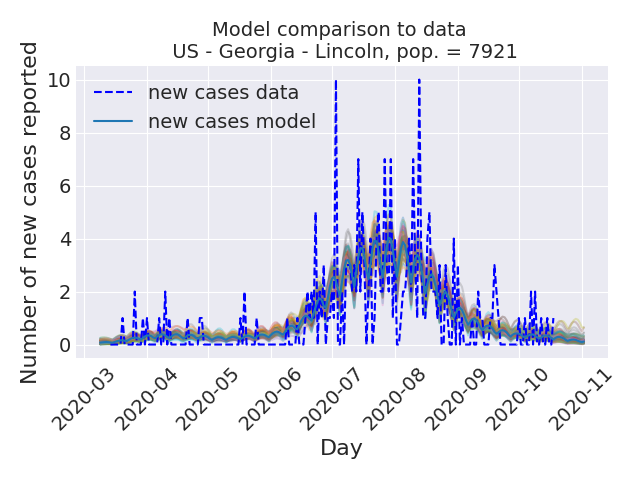 Model comparison to data
US - Georgia - Lincoln, pop. = 7921
Number of new cases reported
10
8
6
4
2
0
new cases data
new cases model
2020-03
2020-04
2020-05
2020-06
2020-07
2020-08
2020-09
2020-10
2020-11
Day